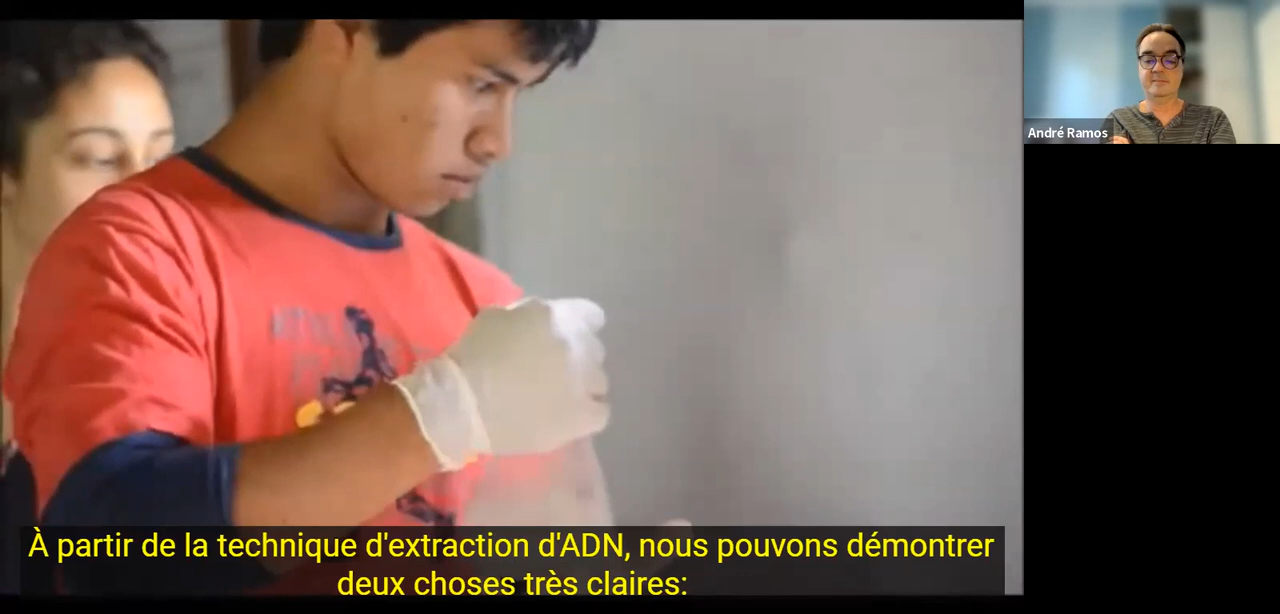 André Ramos
À partir de la technique d'extraction d'ADN, nous pouvons démontrer
deux choses très claires: